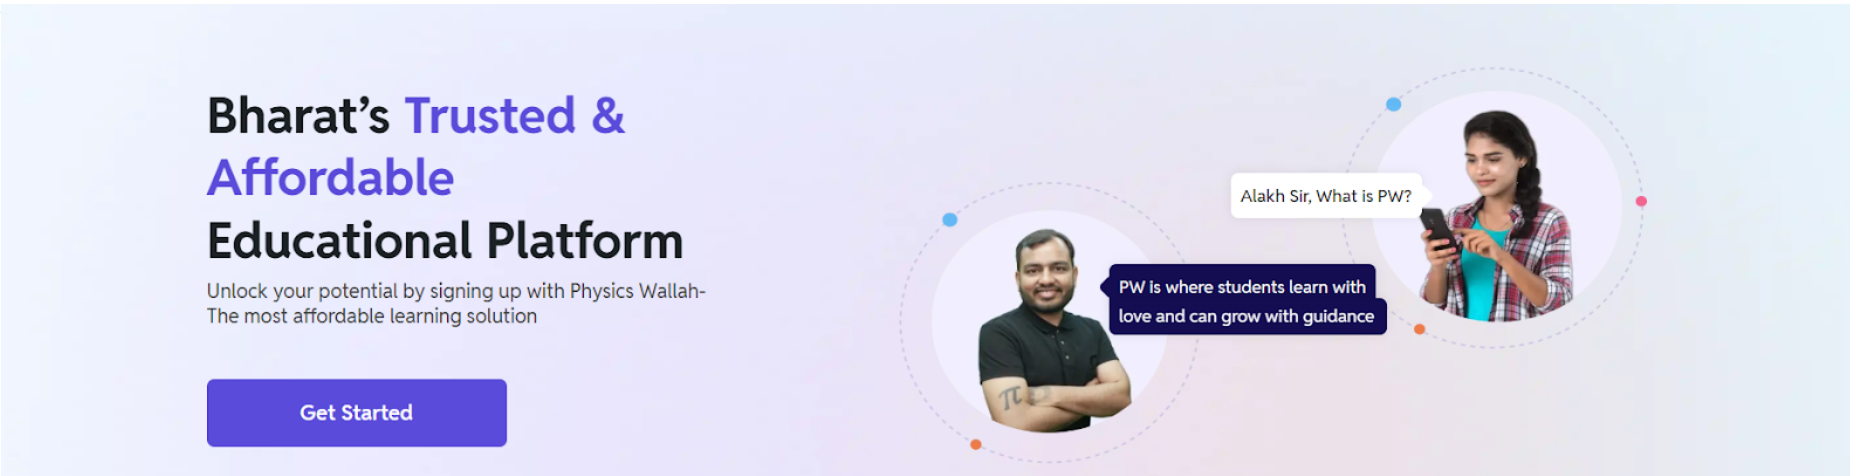 Bharat’s Trusted &
Affordable
Educational Platform
Unlock your potential by signing up with Physics Wallah-
The most affordable learning solution
Get Started
Alakh Sir, What is PW?
PW is where students learn with
love and can grow with guidance
π